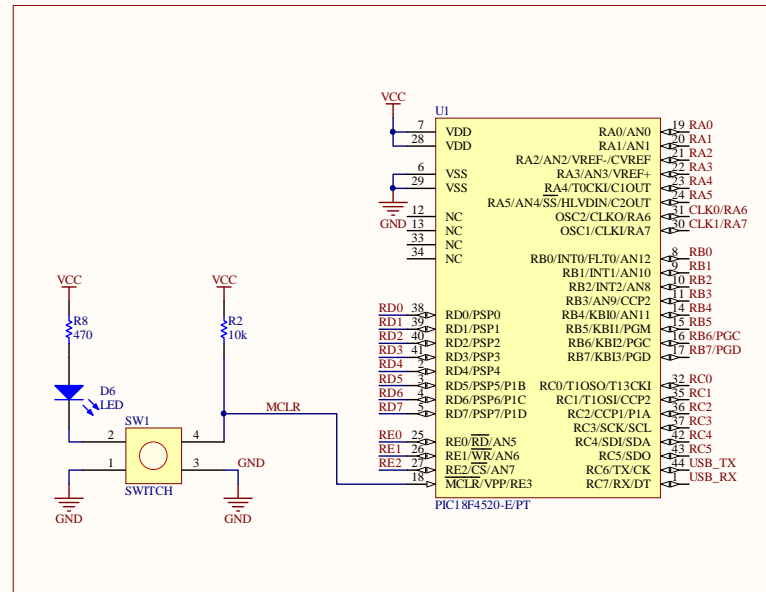 VCC
U1
7 VDD RA0/AN0 19 RA0
28 VDD RA1/AN1 20 RA1
RA2/AN2/VREF-/CVREF 21 RA2
6 VSS RA3/AN3/VREF+ 22 RA3
29 VSS RA4/T0CKI/C1OUT 23 RA4
RA5/AN4/SS/HLVDIN/C2OUT 24 RA5
12 NC OSC2/CLKO/RA6 31 CLK0/RA6
GND 13 NC OSC1/CLKI/RA7 30 CLK1/RA7
33 NC
34 NC RB0/INT0/FLT0/AN12 8 RB0
RB1/INT1/AN10 9 RB1
RB2/INT2/AN8 10 RB2
RB3/AN9/CCP2 11 RB3
RD0 38 RD0/PSP0 RB4/KBI0/AN11 14 RB4
RD1 39 RD1/PSP1 RB5/KBI1/PGM 15 RB5
RD2 40 RD2/PSP2 RB6/KBI2/PGC 16 RB6/PGC
RD3 41 RD3/PSP3 RB7/KBI3/PGD 17 RB7/PGD
RD4 2 RD4/PSP4
RD5 3 RD5/PSP5/P1B RC0/T1OSO/T13CKI 32 RC0
RD6 4 RD6/PSP6/P1C RC1/T1OSI/CCP2 35 RC1
RD7 5 RD7/PSP7/P1D RC2/CCP1/P1A 36 RC2
RC3/SCK/SCL 37 RC3
RE0 25 RE0/RD/AN5 RC4/SDI/SDA 42 RC4
RE1 26 RE1/WR/AN6 RC5/SDO 43 RC5
RE2 27 RE2/CS/AN7 RC6/TX/CK 44 USB_TX
18 MCLR/VPP/RE3 RC7/RX/DT 1 USB_RX
PIC18F4520-E/PT
VCC VCC
R8 R2
470 10k
D6
LED
MCLR
SW1
2 4
1 3 GND
SWITCH
GND GND